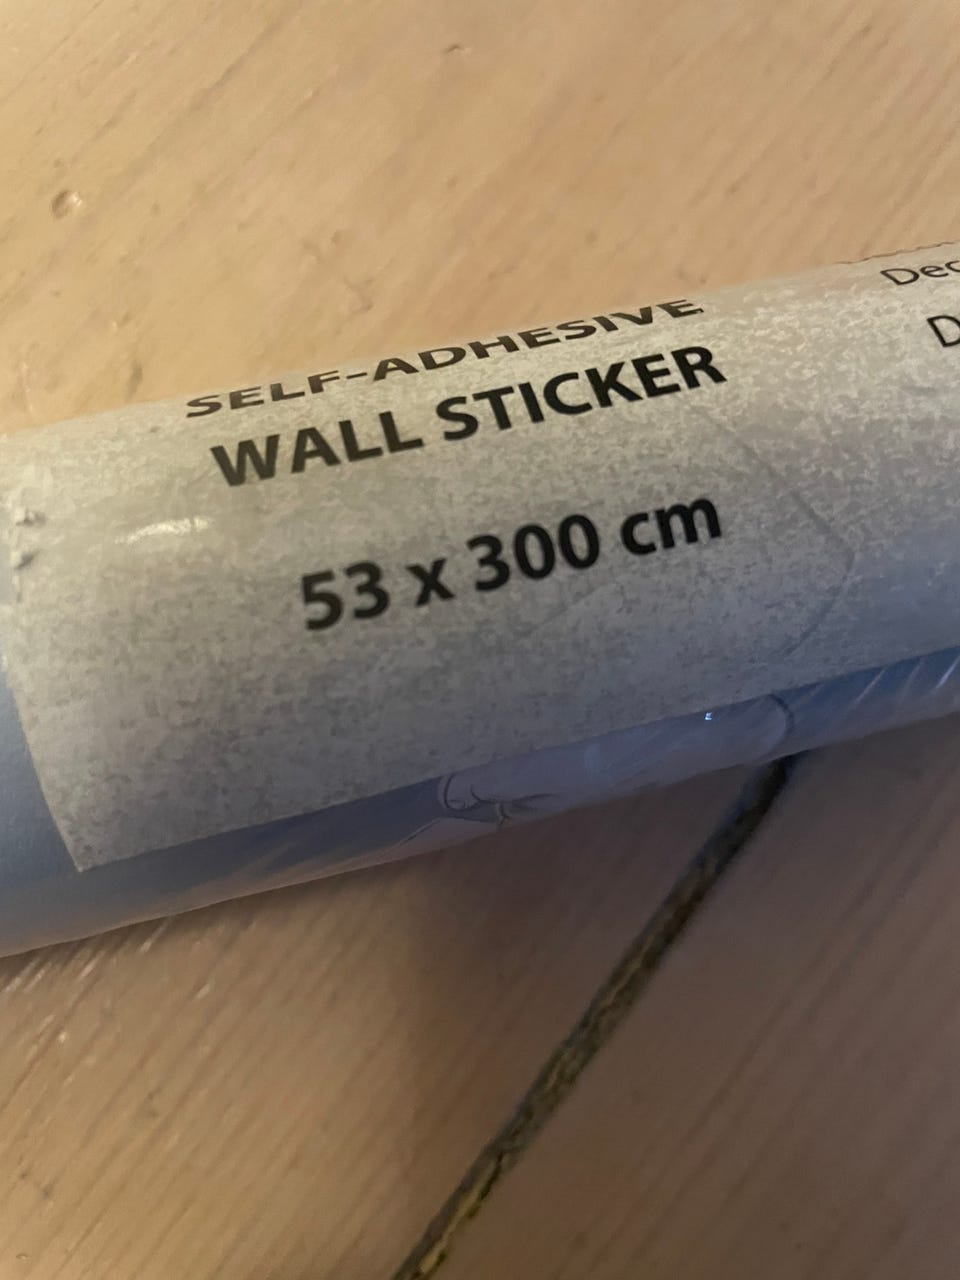 SELF-ADHESIVE
WALL STICKER
53 x 300 cm